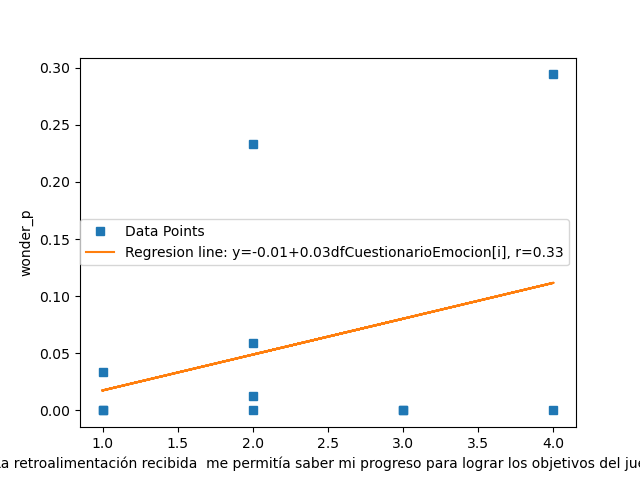 0.30
0.25
0.20
0.15
0.10
0.05
0.00
wonder_p
Data Points
Regresion line: y=-0.01+0.03dfCuestionarioEmocion[i], r=0.33
1.0 1.5 2.0 2.5 3.0 3.5 4.0
retroalimentación recibida  me permitía saber mi progreso para lograr los objetivos del